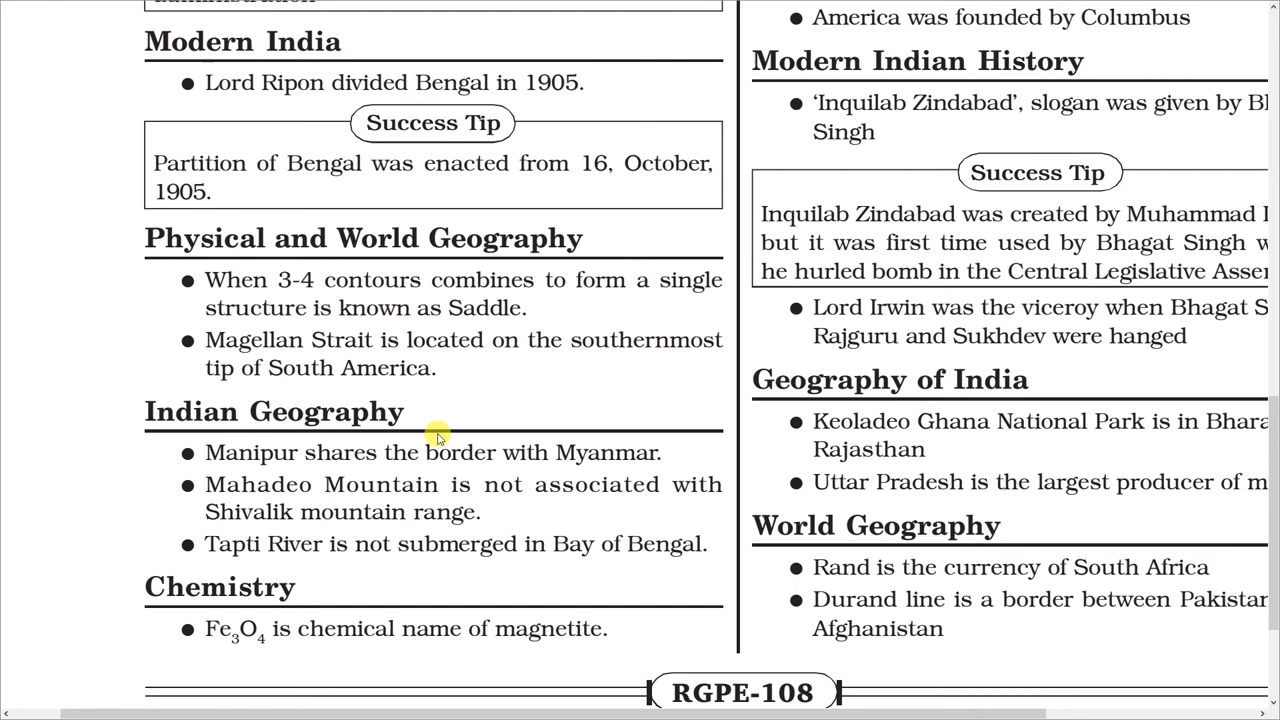 Modern India
● Lord Ripon divided Bengal in 1905.
Success Tip
Partition of Bengal was enacted from 16, October,
1905.
Physical and World Geography
● When 3-4 contours combines to form a single
structure is known as Saddle.
● Magellan Strait is located on the southernmost
tip of South America.
Indian Geography
● Manipur shares the border with Myanmar.
● Mahadeo Mountain is not associated with
Shivalik mountain range.
● Tapti River is not submerged in Bay of Bengal.
Chemistry
● Fe₃O₄ is chemical name of magnetite.
● America was founded by Columbus
Modern Indian History
● ‘Inquilab Zindabad’, slogan was given by
Singh
Success Tip
Inquilab Zindabad was created by Muhammad
but it was first time used by Bhagat Singh
he hurled bomb in the Central Legislative
● Lord Irwin was the viceroy when Bhagat
Rajguru and Sukhdev were hanged
Geography of India
● Keoladeo Ghana National Park is in
Rajasthan
● Uttar Pradesh is the largest producer of
World Geography
● Rand is the currency of South Africa
● Durand line is a border between
Afghanistan
RGPE-108